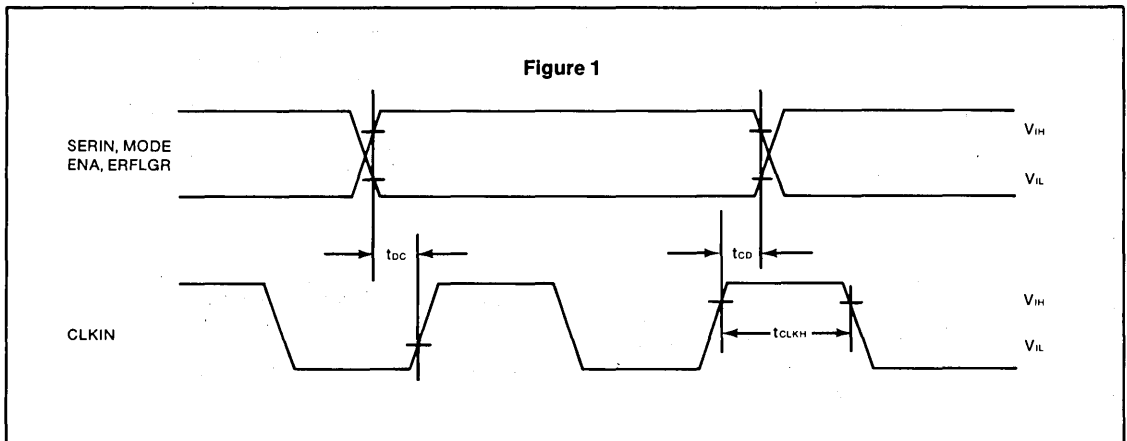 Figure 1
SERIN, MODE
ENA, ERFLGR
VIH
VIL
tDC
tCD
CLKIN
VIH
tCLKH
VIL